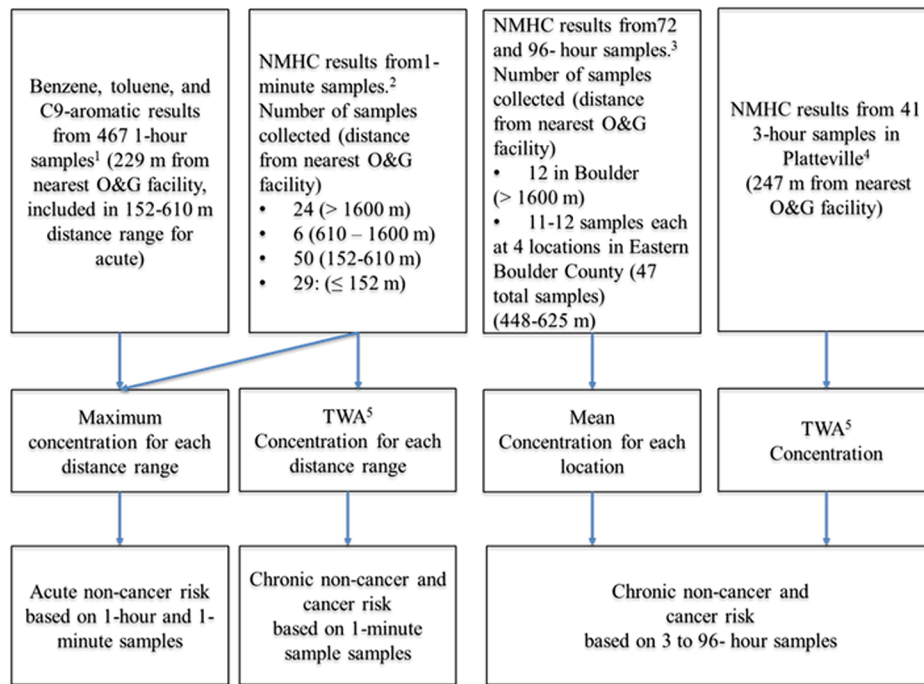 Benzene, toluene, and
C9-aromatic results
from 467 1-hour
samples¹ (229 m from
nearest O&G facility,
included in 152-610 m
distance range for
acute)
NMHC results from1-
minute samples.²
Number of samples
collected (distance
from nearest O&G
facility)
• 24 (> 1600 m)
• 6 (610 – 1600 m)
• 50 (152-610 m)
• 29: (≤ 152 m)
NMHC results from72
and 96- hour samples.³
Number of samples
collected (distance
from nearest O&G
facility)
• 12 in Boulder
(> 1600 m)
• 11-12 samples each
at 4 locations in Eastern
Boulder County (47
total samples)
(448-625 m)
NMHC results from 41
3-hour samples in
Platteville⁴
(247 m from nearest
O&G facility)
Maximum
concentration for each
distance range
TWA⁵
Concentration for each
distance range
Mean
Concentration for each
location
TWA⁵
Concentration
Acute non-cancer risk
based on 1-hour and 1-
minute samples
Chronic non-cancer and
cancer risk
based on 1-minute
sample samples
Chronic non-cancer and
cancer risk
based on 3 to 96- hour samples